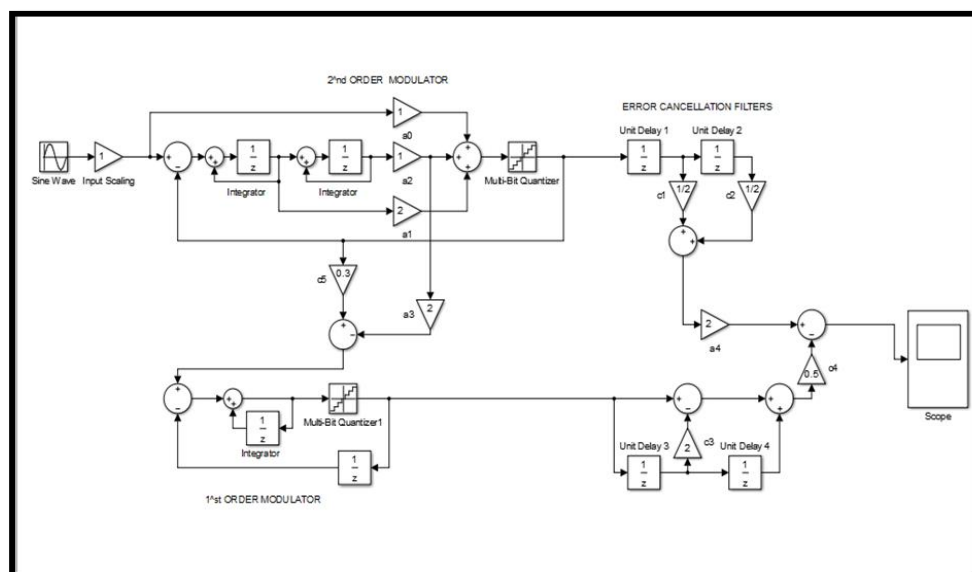 2^nd ORDER MODULATOR
ERROR CANCELLATION FILTERS
1
a0
Unit Delay 1
Unit Delay 2
Sine Wave
1
Input Scaling
1
z
Integrator
1
z
Integrator
1
a2
Multi-Bit Quantizer
1
z
1
z
1/2
c1
1/2
c2
2
a1
0.3
2
a3
2
a4
0.5
c4
Scope
1
z
Integrator
Multi-Bit Quantizer1
1
z
2
c3
Unit Delay 3
1
z
Unit Delay 4
1
z
1^st ORDER MODULATOR